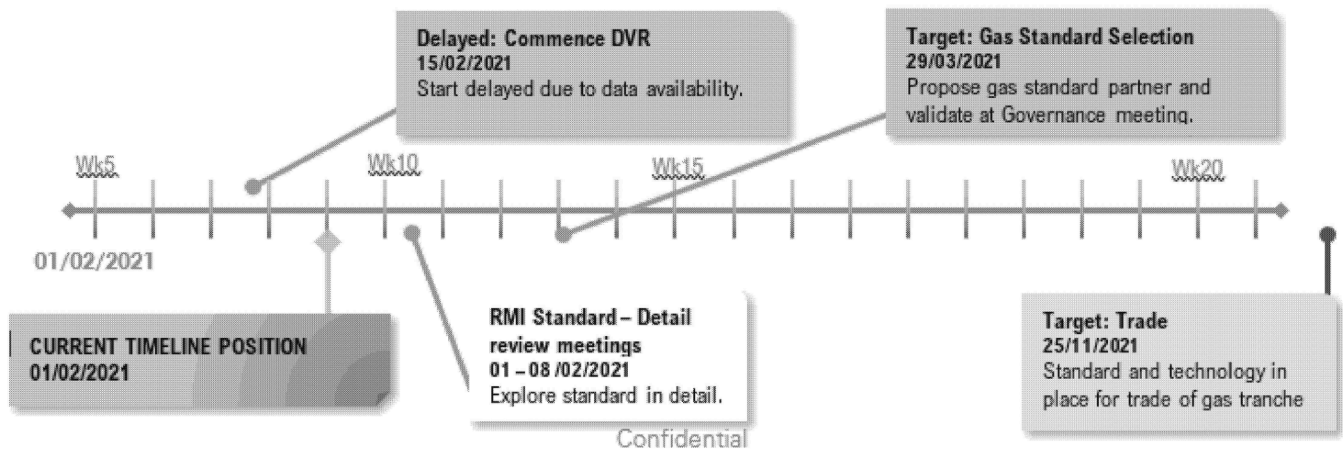 Delayed: Commence DVR
15/02/2021
Start delayed due to data availability.
Target: Gas Standard Selection
29/03/2021
Propose gas standard partner and
validate at Governance meeting.
Wk5
Wk10
Wk15
Wk20
01/02/2021
CURRENT TIMELINE POSITION
01/02/2021
RMI Standard – Detail
review meetings
01 – 08 /02/2021
Explore standard in detail.
Target: Trade
25/11/2021
Standard and technology in
place for trade of gas tranche
Confidential